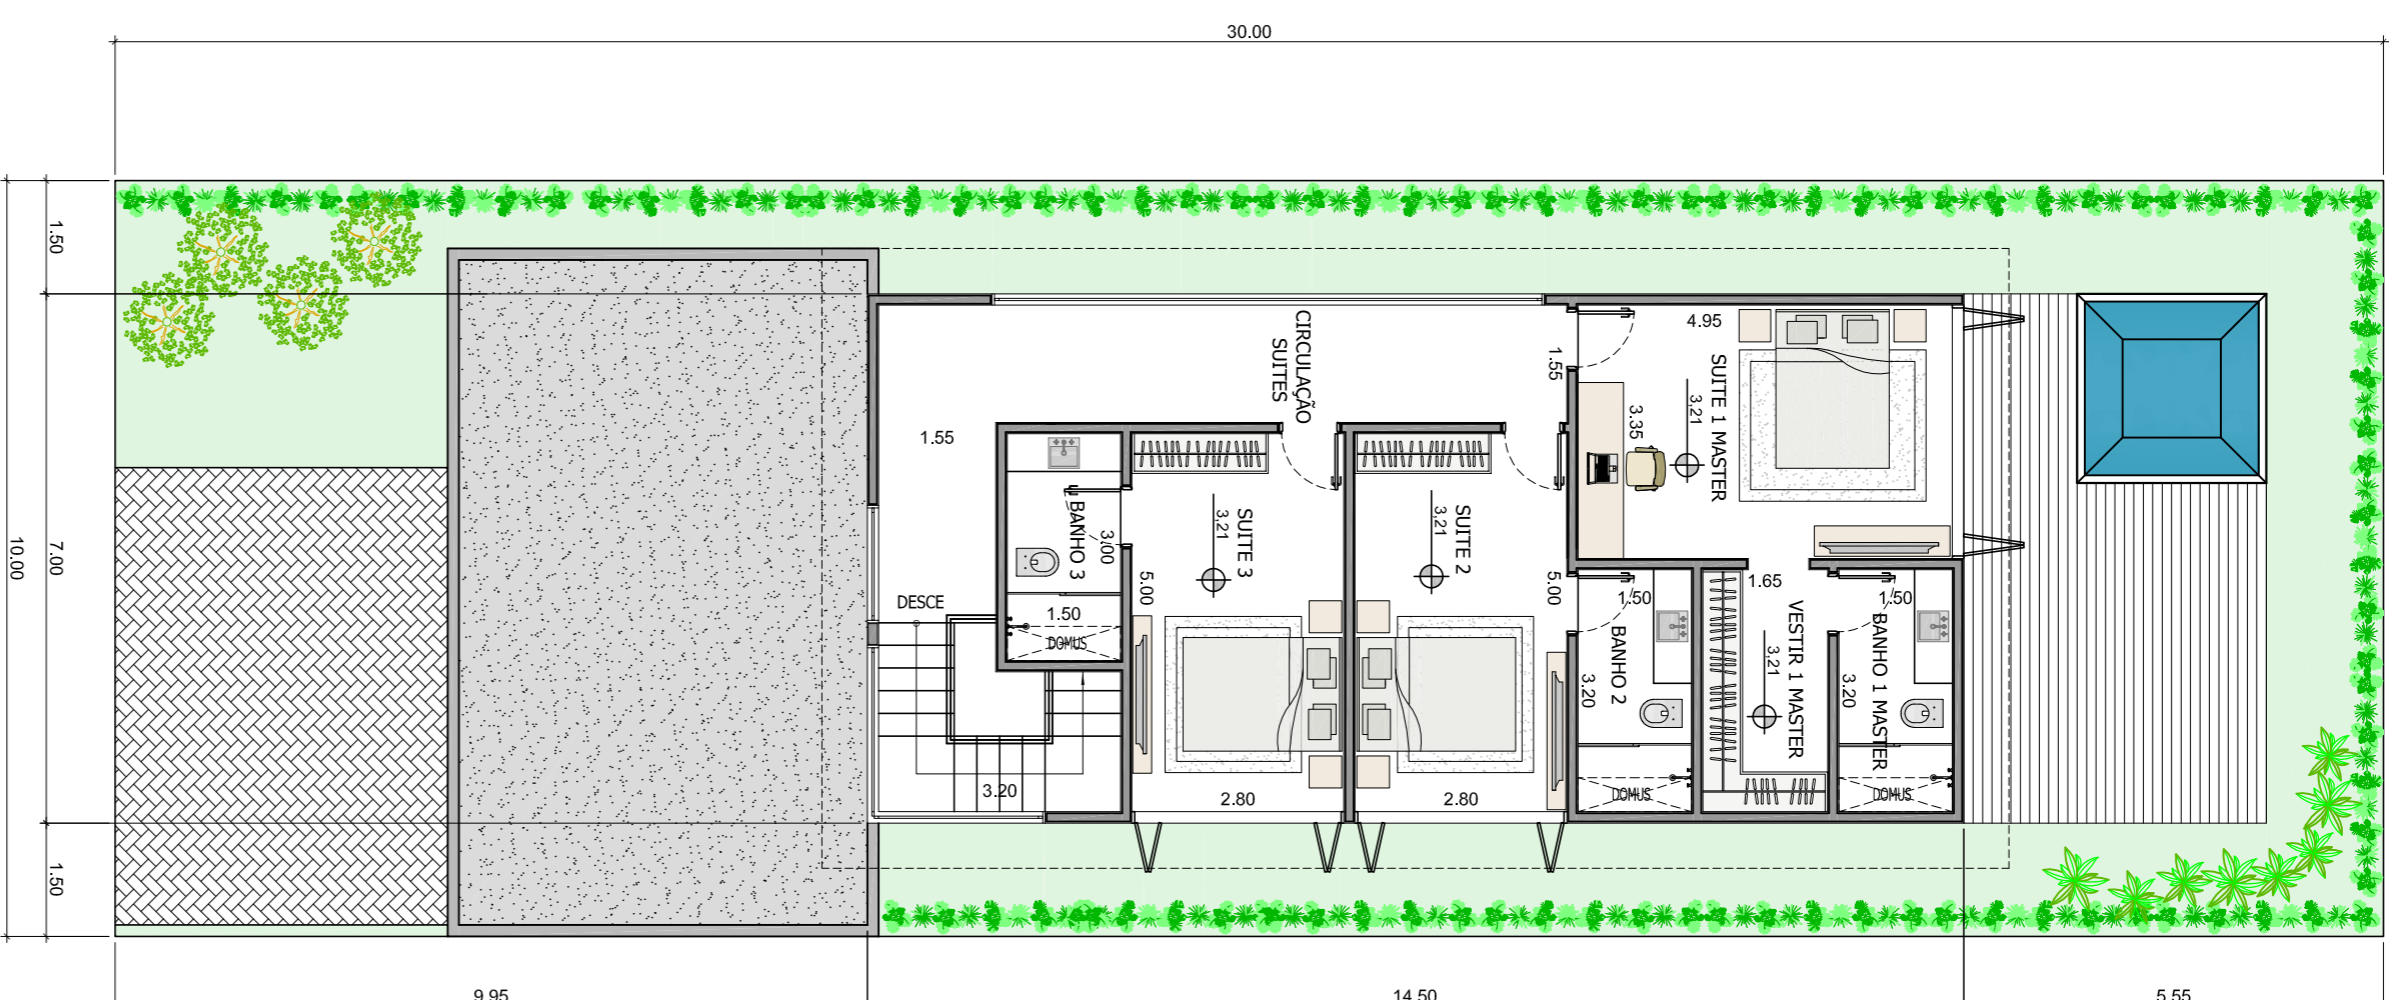 30.00
1.50
7.00
10.00
1.50
CIRCULAÇÃO
SUITES
1.55
1.55
4.95
SUITE 1 MASTER
3,21
3.35
BANHO 3
3.00
1.50
DOMUS
DESCE
3.20
SUITE 3
3,21
5.00
2.80
SUITE 2
3,21
5.00
2.80
1.50
BANHO 2
3.20
DOMUS
1.65
VESTIR 1 MASTER
3,21
1.50
BANHO 1 MASTER
3.20
DOMUS
9.95
14.50
5.55